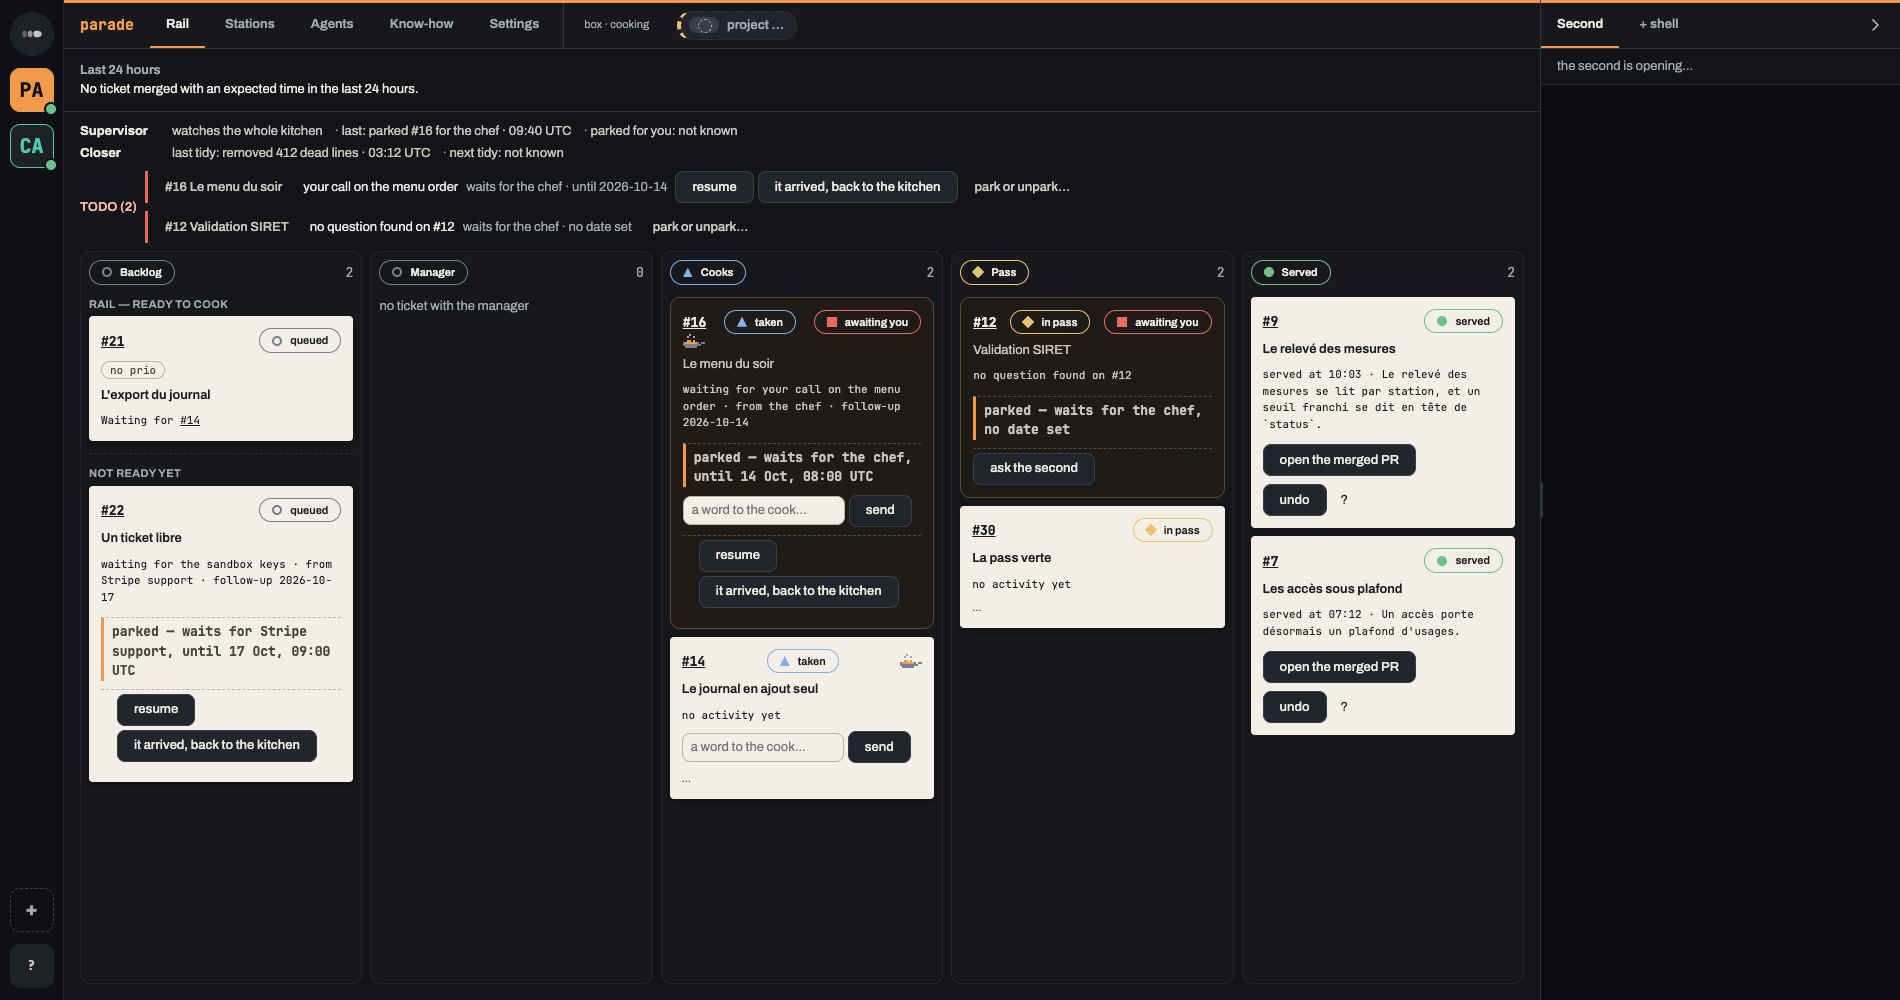 parade Rail Stations Agents Know-how Settings box · cooking project ...
Second + shell
PA
CA
the second is opening...
Last 24 hours
No ticket merged with an expected time in the last 24 hours.
Supervisor watches the whole kitchen · last: parked #16 for the chef · 09:40 UTC · parked for you: not known
Closer last tidy: removed 412 dead lines · 03:12 UTC · next tidy: not known
TODO (2)
#16 Le menu du soir your call on the menu order waits for the chef · until 2026-10-14 resume it arrived, back to the kitchen park or unpark...
#12 Validation SIRET no question found on #12 waits for the chef · no date set park or unpark...
Backlog 2
RAIL — READY TO COOK
#21 queued
no prio
L'export du journal
Waiting for #14
NOT READY YET
#22 queued
Un ticket libre
waiting for the sandbox keys · from
Stripe support · follow-up 2026-10-
17
parked — waits for Stripe
support, until 17 Oct, 09:00
UTC
resume
it arrived, back to the kitchen
Manager 0
no ticket with the manager
Cooks 2
#16 taken awaiting you
Le menu du soir
waiting for your call on the menu
order · from the chef · follow-up
2026-10-14
parked — waits for the chef,
until 14 Oct, 08:00 UTC
a word to the cook... send
resume
it arrived, back to the kitchen
#14 taken
Le journal en ajout seul
no activity yet
a word to the cook... send
...
Pass 2
#12 in pass awaiting you
Validation SIRET
no question found on #12
parked — waits for the chef,
no date set
ask the second
#30 in pass
La pass verte
no activity yet
...
Served 2
#9 served
Le relevé des mesures
served at 10:03 · Le relevé des
mesures se lit par station, et un
seuil franchi se dit en tête de
`status`.
open the merged PR
undo ?
#7 served
Les accès sous plafond
served at 07:12 · Un accès porte
désormais un plafond d'usages.
open the merged PR
undo ?
+
?